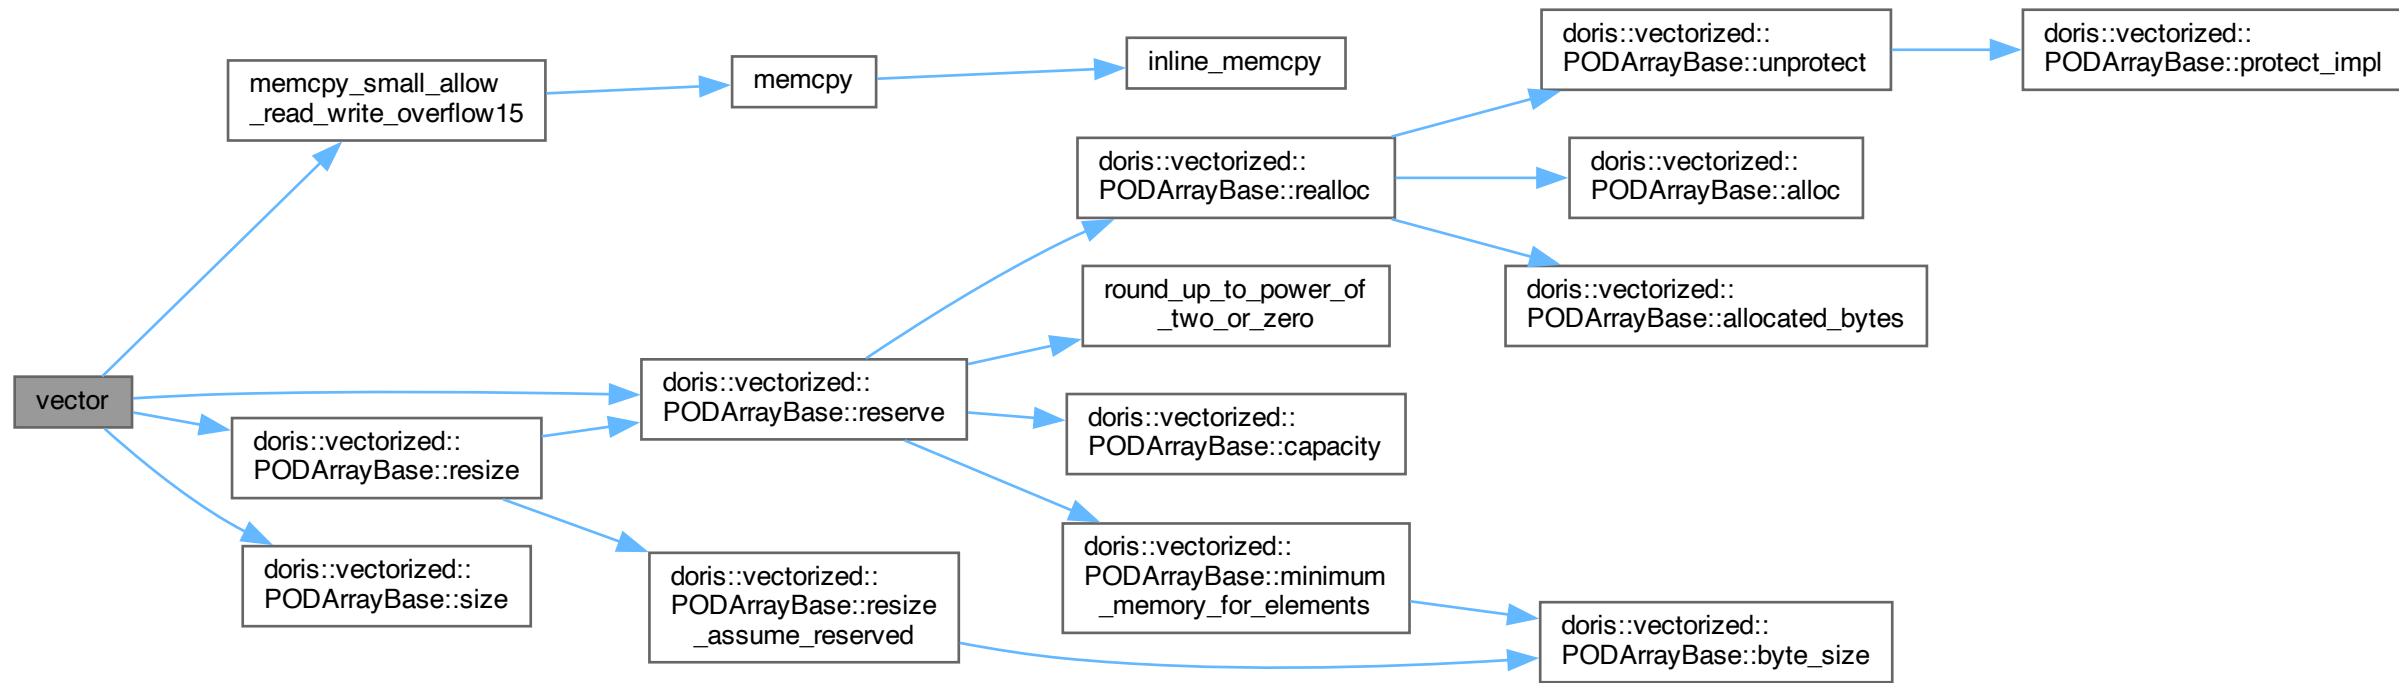 vector
memcpy_small_allow
_read_write_overflow15
memcpy
inline_memcpy
doris::vectorized::
PODArrayBase::reserve
doris::vectorized::
PODArrayBase::realloc
doris::vectorized::
PODArrayBase::unprotect
doris::vectorized::
PODArrayBase::protect_impl
doris::vectorized::
PODArrayBase::alloc
doris::vectorized::
PODArrayBase::allocated_bytes
round_up_to_power_of
_two_or_zero
doris::vectorized::
PODArrayBase::capacity
doris::vectorized::
PODArrayBase::minimum
_memory_for_elements
doris::vectorized::
PODArrayBase::byte_size
doris::vectorized::
PODArrayBase::resize
doris::vectorized::
PODArrayBase::resize
_assume_reserved
doris::vectorized::
PODArrayBase::size